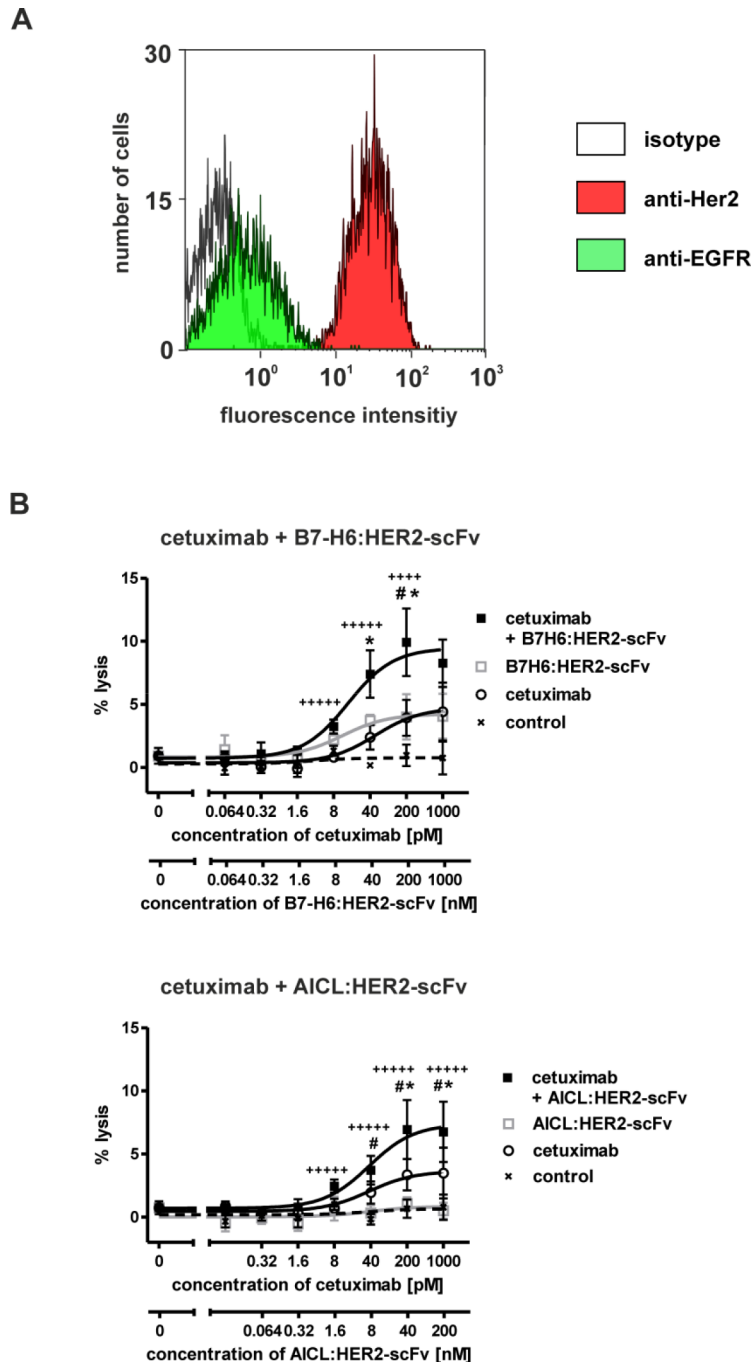 A
30
15
0
number of cells
10^0 10^1 10^2 10^3
fluorescence intensitiy
isotype
anti-Her2
anti-EGFR
B
cetuximab + B7-H6:HER2-scFv
15
10
5
0
% lysis
+++++
+++++
*
++++
# *
cetuximab
+ B7H6:HER2-scFv
B7H6:HER2-scFv
cetuximab
control
0 0.064 0.32 1.6 8 40 200 1000
concentration of cetuximab [pM]
0 0.064 0.32 1.6 8 40 200 1000
concentration of B7-H6:HER2-scFv [nM]
cetuximab + AICL:HER2-scFv
15
10
5
0
% lysis
+++++
+++++
#
+++++
#*
+++++
#*
cetuximab
+ AICL:HER2-scFv
AICL:HER2-scFv
cetuximab
control
0 0.32 1.6 8 40 200 1000
concentration of cetuximab [pM]
0 0.064 0.32 1.6 8 40 200
concentration of AICL:HER2-scFv [nM]